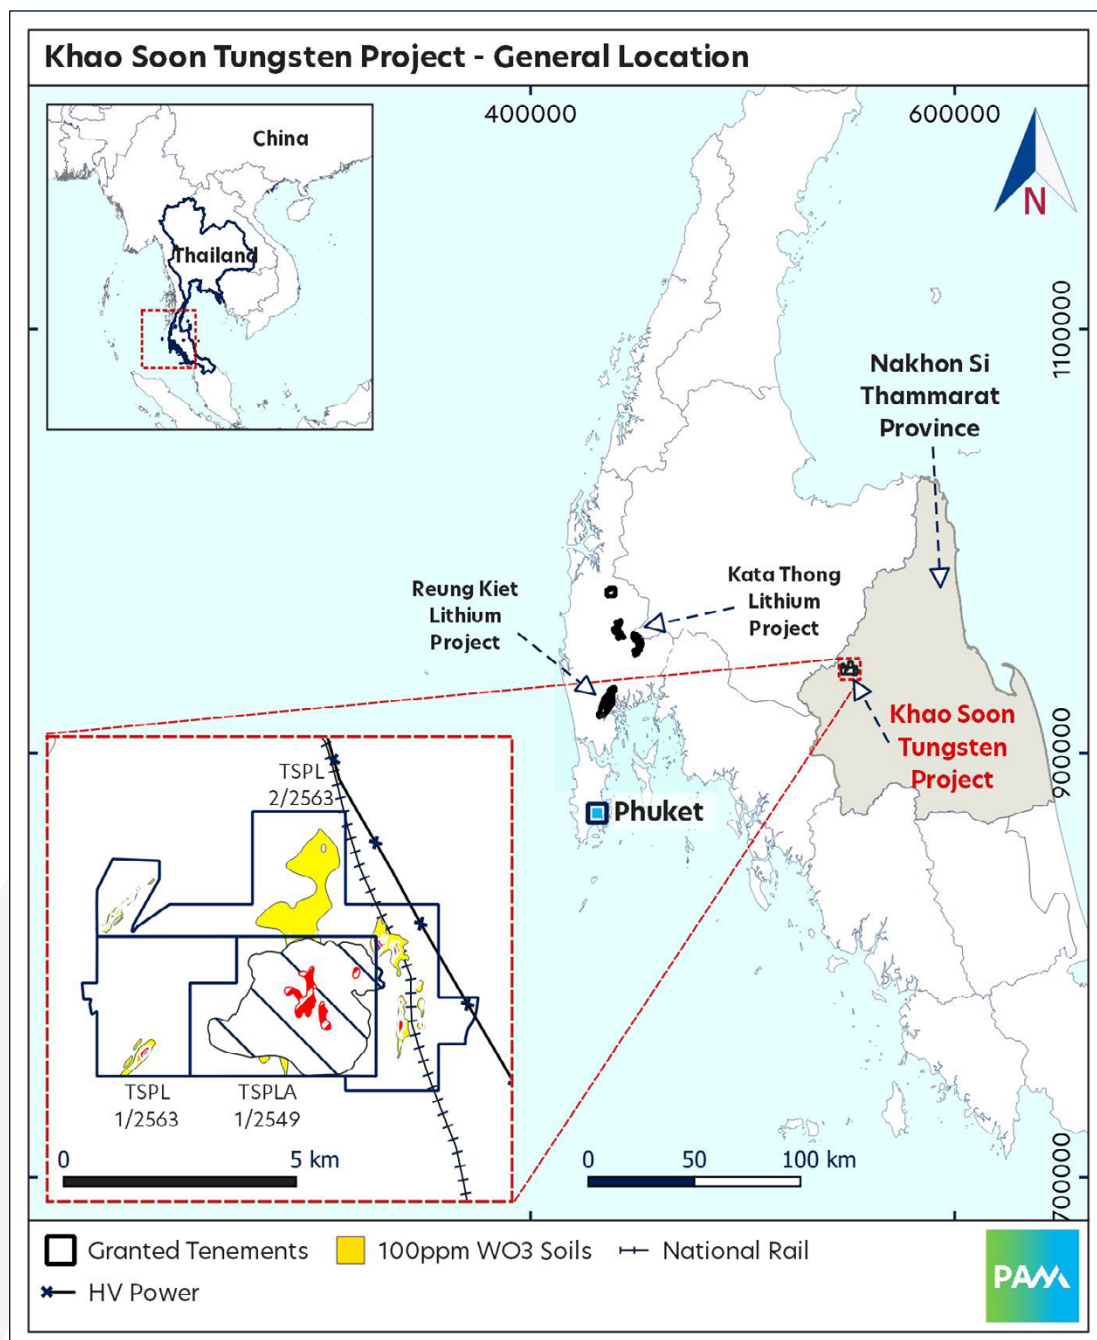 Khao Soon Tungsten Project - General Location
400000
600000
China
Thailand
N
1100000
Nakhon Si
Thammarat
Province
Reung Kiet
Lithium
Project
Kata Thong
Lithium
Project
Khao Soon
Tungsten
Project
900000
Phuket
TSPL
2/2563
TSPL
1/2563
TSPLA
1/2549
0
5 km
0
50
100 km
700000
Granted Tenements
100ppm WO3 Soils
National Rail
HV Power
PAM